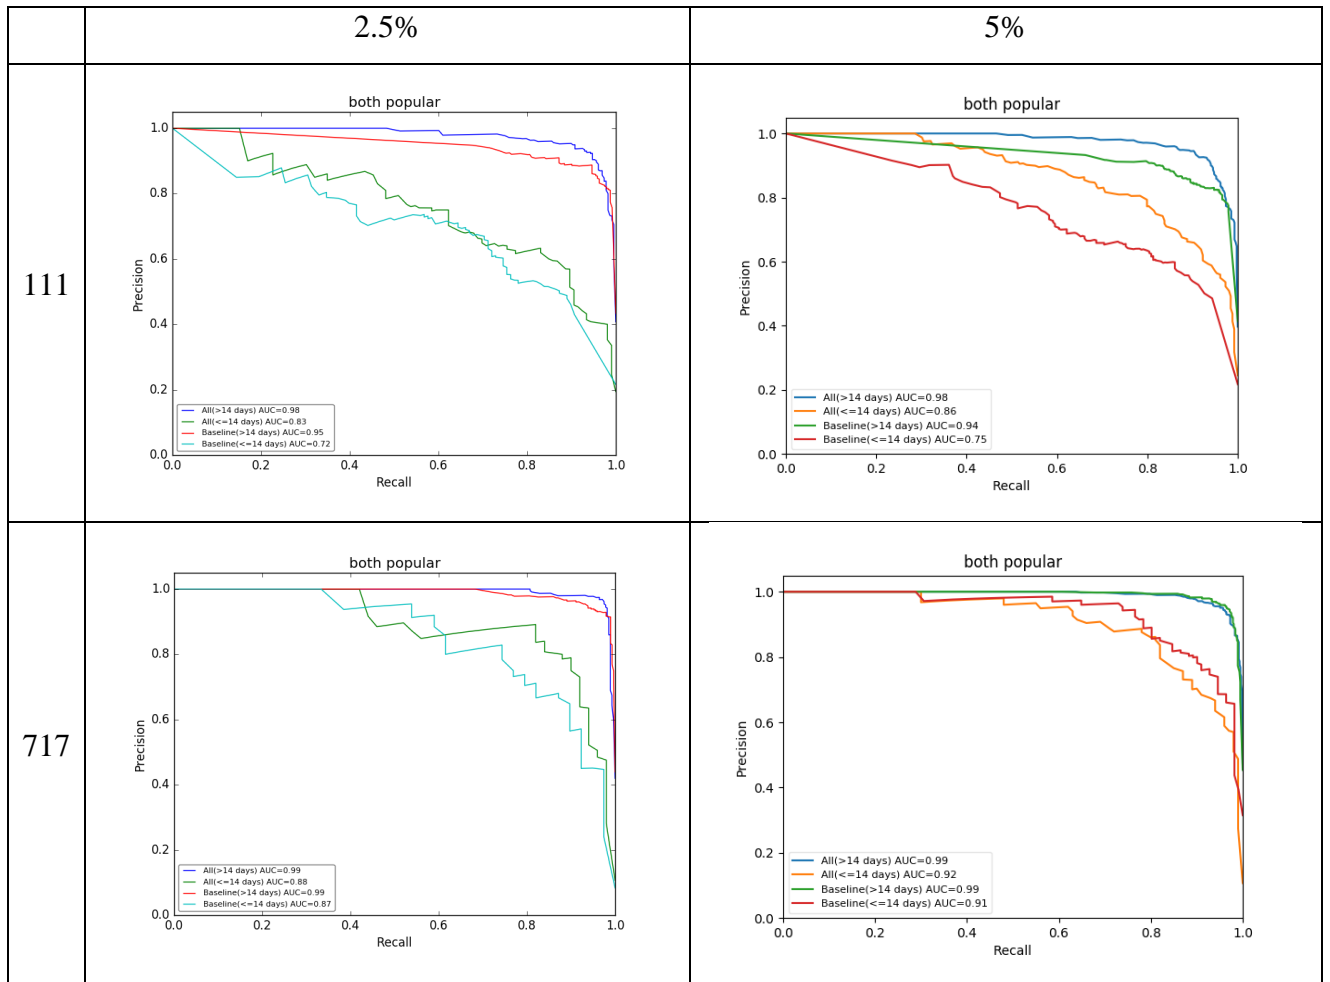 2.5%
5%
111
both popular
Precision
1.0
0.8
0.6
0.4
0.2
0.0
All(>14 days) AUC=0.98
All(<=14 days) AUC=0.83
Baseline(>14 days) AUC=0.95
Baseline(<=14 days) AUC=0.72
0.0 0.2 0.4 0.6 0.8 1.0
Recall
both popular
Precision
1.0
0.8
0.6
0.4
0.2
0.0
All(>14 days) AUC=0.98
All(<=14 days) AUC=0.86
Baseline(>14 days) AUC=0.94
Baseline(<=14 days) AUC=0.75
0.0 0.2 0.4 0.6 0.8 1.0
Recall
717
both popular
Precision
1.0
0.8
0.6
0.4
0.2
0.0
All(>14 days) AUC=0.99
All(<=14 days) AUC=0.88
Baseline(>14 days) AUC=0.99
Baseline(<=14 days) AUC=0.87
0.0 0.2 0.4 0.6 0.8 1.0
Recall
both popular
Precision
1.0
0.8
0.6
0.4
0.2
0.0
All(>14 days) AUC=0.99
All(<=14 days) AUC=0.92
Baseline(>14 days) AUC=0.99
Baseline(<=14 days) AUC=0.91
0.0 0.2 0.4 0.6 0.8 1.0
Recall